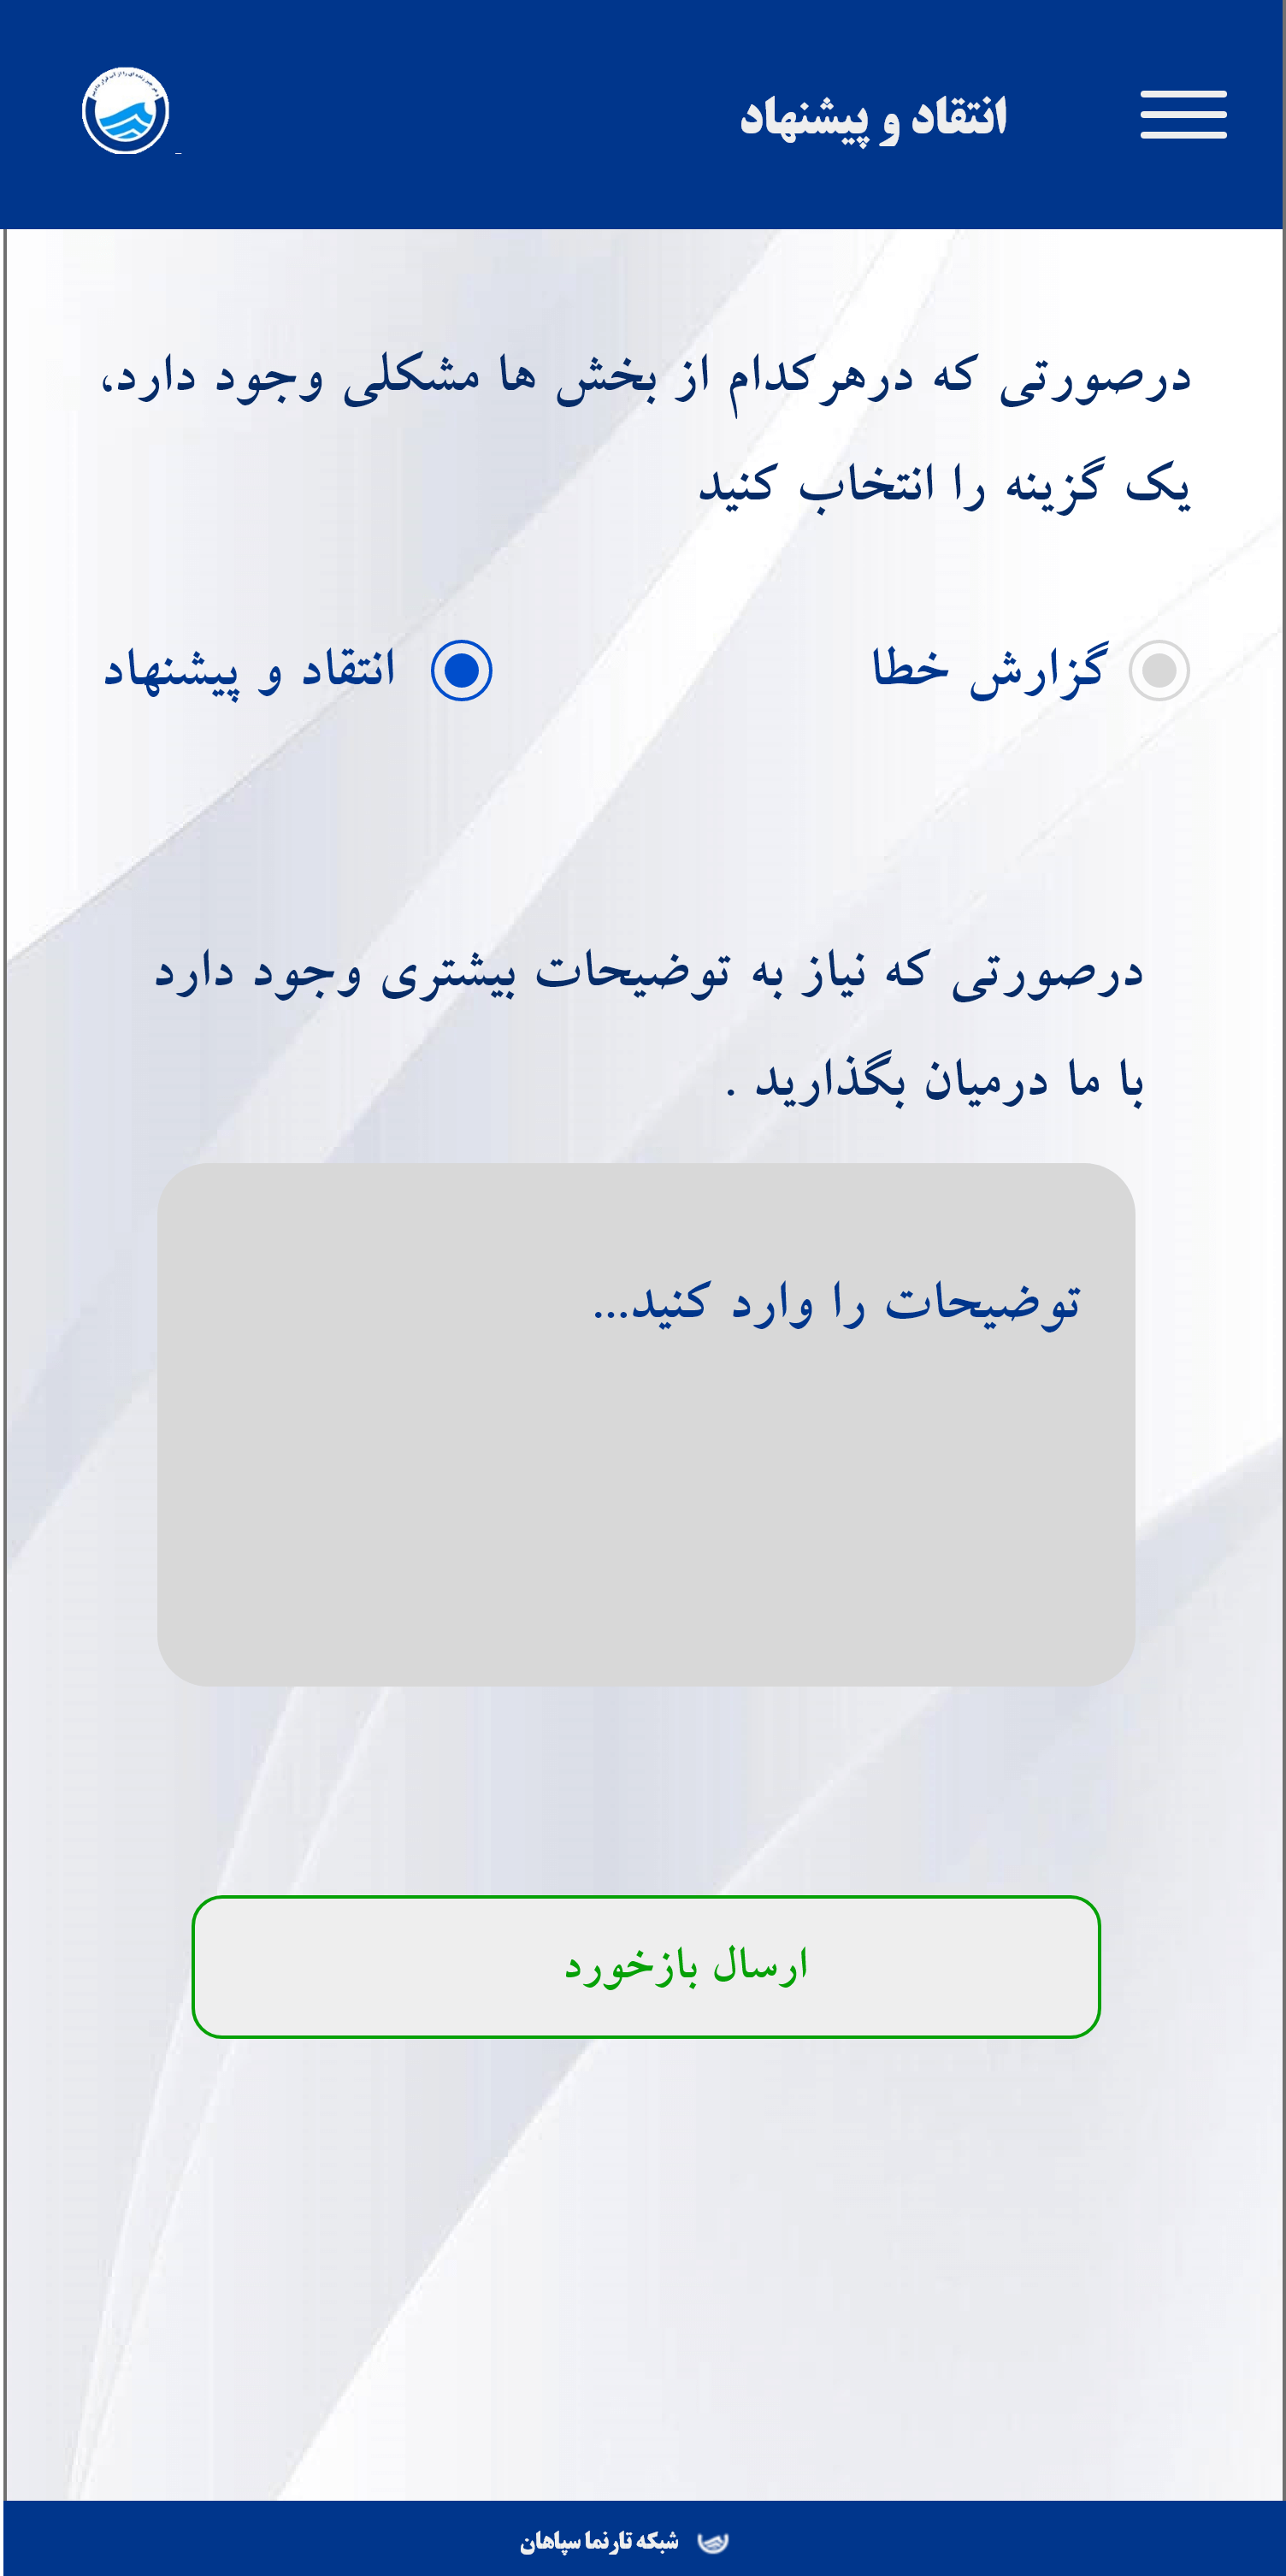 انتقاد و پیشنهاد
درصورتی که درهرکدام از بخش ها مشکلی وجود دارد،
یک گزینه را انتخاب کنید
گزارش خطا
انتقاد و پیشنهاد
درصورتی که نیاز به توضیحات بیشتری وجود دارد
با ما درمیان بگذارید .
توضیحات را وارد کنید...
ارسال بازخورد
شبکه تارنما سپاهان